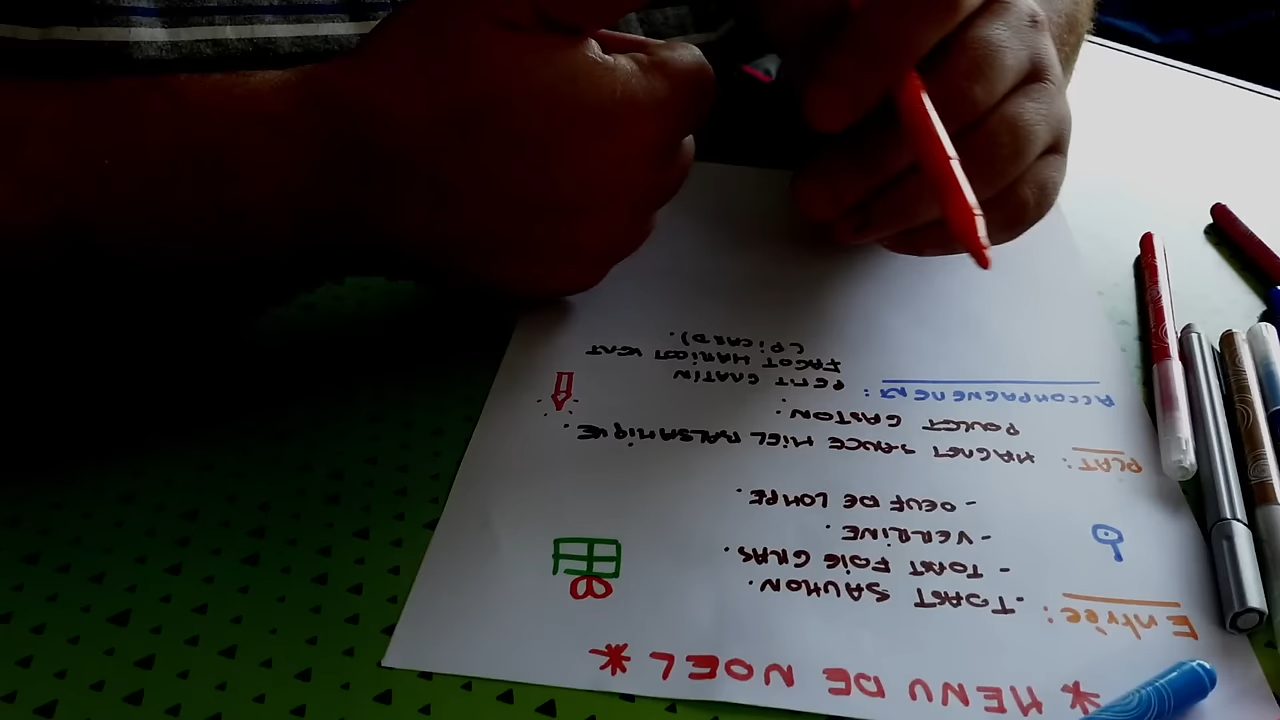 * MENU DE NOEL *
Entrée : - TOAST SAUMON.
- TOAST FOIE GRAS.
- VERRINE.
- OEUF DE LOMPE.
PLAT : MAGRET SAUCE MIEL BALSAMIQUE.
POULET GASTON.
ACCOMPAGNEMENT : PETIT GRATIN
FAGOT HARICOT VERT
(PICARD).